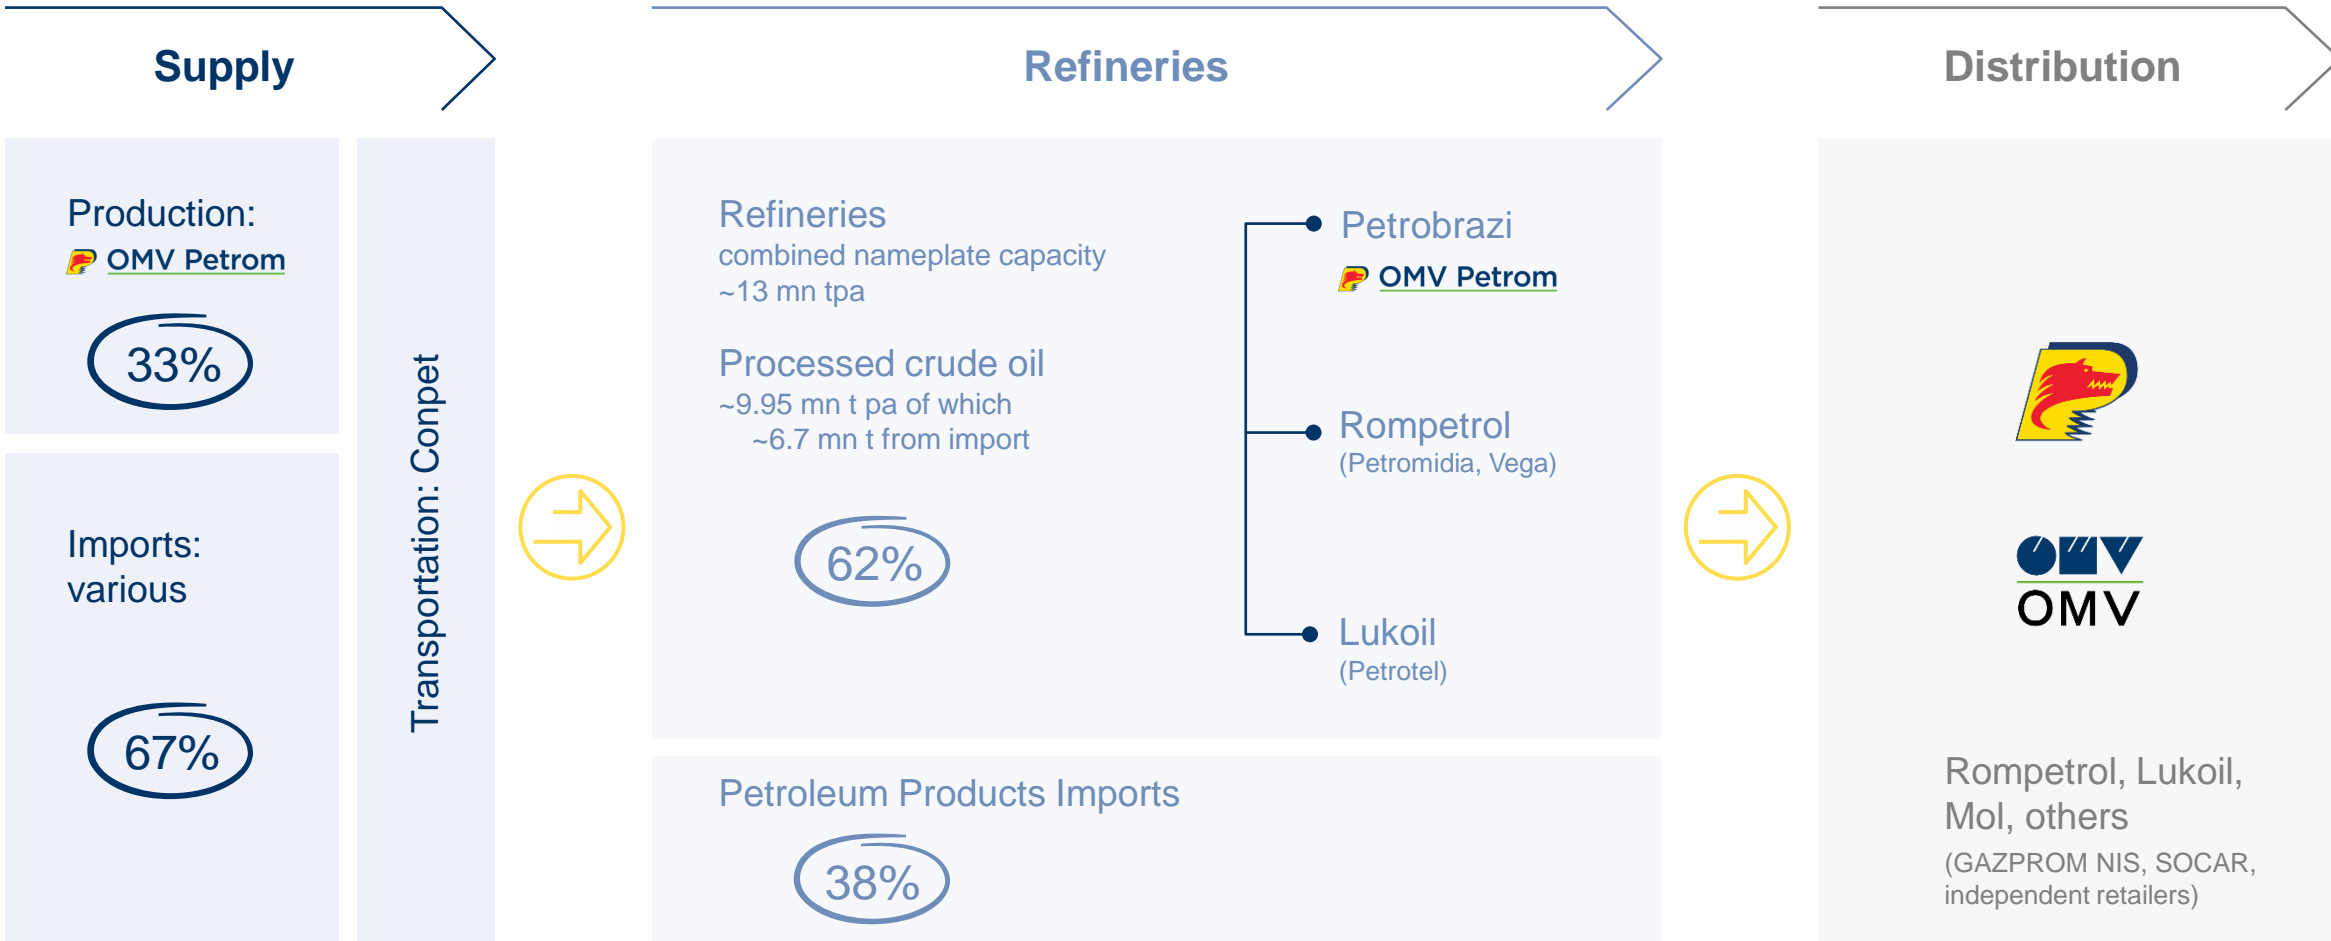 Supply
Refineries
Distribution
Production:
OMV Petrom
33%
Imports:
various
67%
Transportation: Conpet
Refineries
combined nameplate capacity
~13 mn tpa
Processed crude oil
~9.95 mn t pa of which
~6.7 mn t from import
62%
Petrobrazi
OMV Petrom
Rompetrol
(Petromidia, Vega)
Lukoil
(Petrotel)
Petroleum Products Imports
38%
OMV
OMV
Rompetrol, Lukoil,
Mol, others
(GAZPROM NIS, SOCAR,
independent retailers)